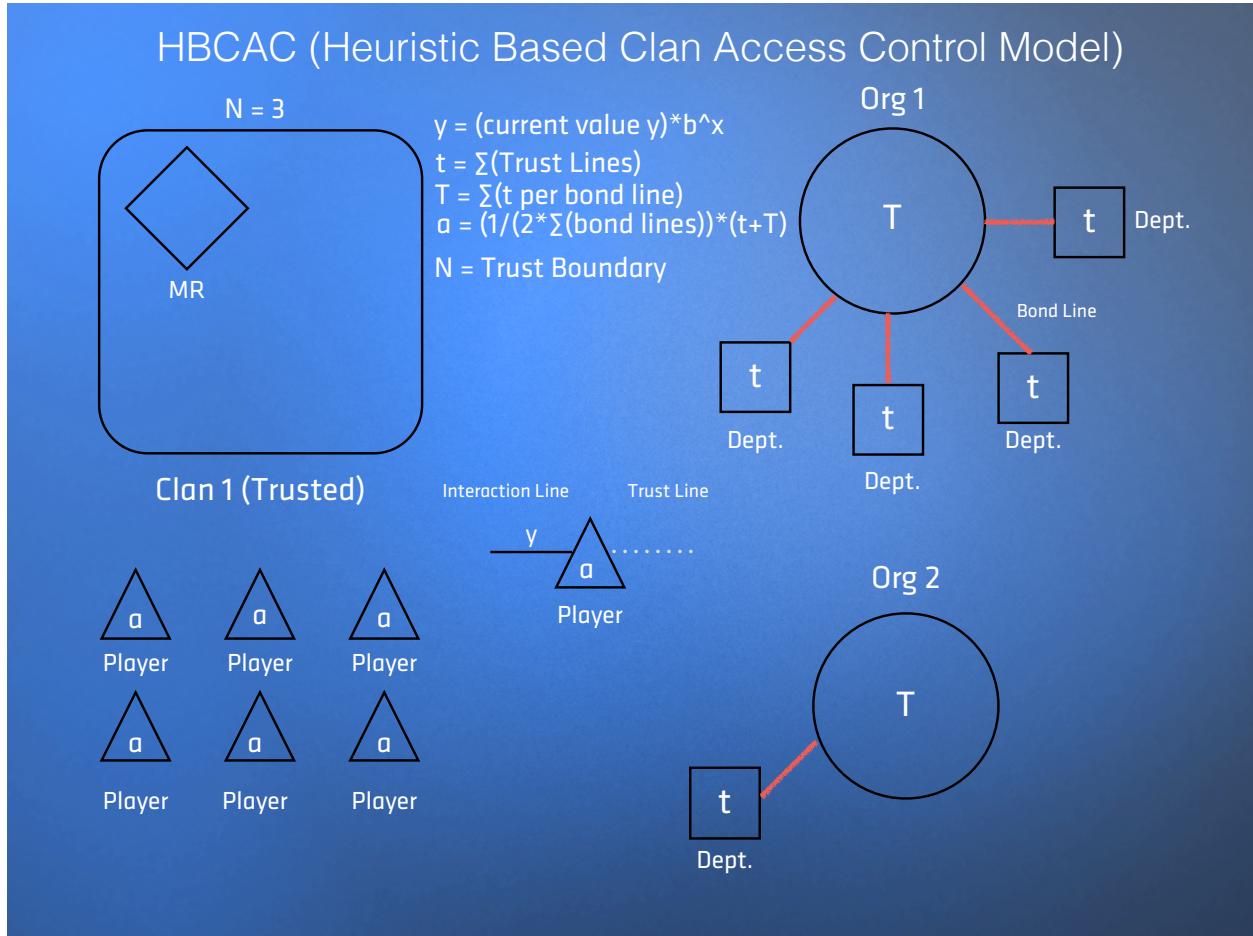 HBCAC (Heuristic Based Clan Access Control Model)
N = 3
MR
Clan 1 (Trusted)
y = (current value y)*b^x
t = ∑(Trust Lines)
T = ∑(t per bond line)
a = (1/(2*∑(bond lines))*(t+T)
N = Trust Boundary
Org 1
T
t
Dept.
Bond Line
t
Dept.
t
Dept.
t
Dept.
Interaction Line
Trust Line
y
a
Player
a
Player
a
Player
a
Player
a
Player
a
Player
a
Player
Org 2
T
t
Dept.